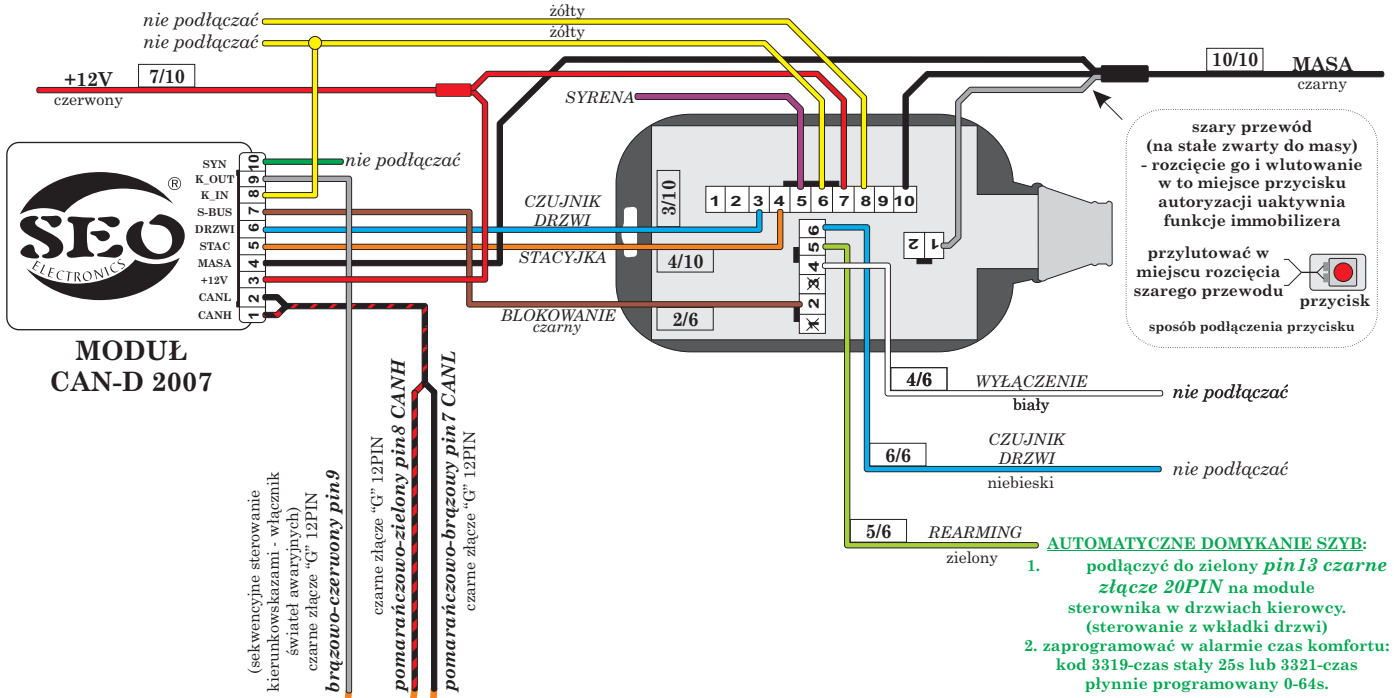 nie podłączać
żółty
nie podłączać
żółty
+12V
7/10
czerwony
10/10
MASA
czarny
SYRENA
SYN
K_OUT
K_IN
S-BUS
DRZWI
STAC
MASA
+12V
CANL
CANH
10
9
8
7
6
5
4
3
2
1
SEO
ELECTRONICS
®
nie podłączać
MODUŁ
CAN-D 2007
CZUJNIK
DRZWI
3/10
STACYJKA
4/10
BLOKOWANIE
czarny
2/6
1 2 3 4 5 6 7 8 9 10
6
5
4
3
2
1
2 1
szary przewód
(na stałe zwarty do masy)
- rozcięcie go i wlutowanie
w to miejsce przycisku
autoryzacji uaktywnia
funkcje immobilizera
przylutować w
miejscu rozcięcia
szarego przewodu
przycisk
sposób podłączenia przycisku
4/6
WYŁĄCZENIE
biały
nie podłączać
6/6
CZUJNIK
DRZWI
niebieski
nie podłączać
5/6
REARMING
zielony
AUTOMATYCZNE DOMYKANIE SZYB:
1. podłączyć do zielony pin13 czarne
złącze 20PIN na module
sterownika w drzwiach kierowcy.
(sterowanie z wkładki drzwi)
2. zaprogramować w alarmie czas komfortu:
kod 3319-czas stały 25s lub 3321-czas
płynnie programowany 0-64s.
(sekwencyjne sterowanie
kierunkowskazami - włącznik
świateł awaryjnych)
czarne złącze "G" 12PIN
brązowo-czerwony pin9
czarne złącze "G" 12PIN
pomarańczowo-zielony pin8 CANH
pomarańczowo-brązowy pin7 CANL
czarne złącze "G" 12PIN